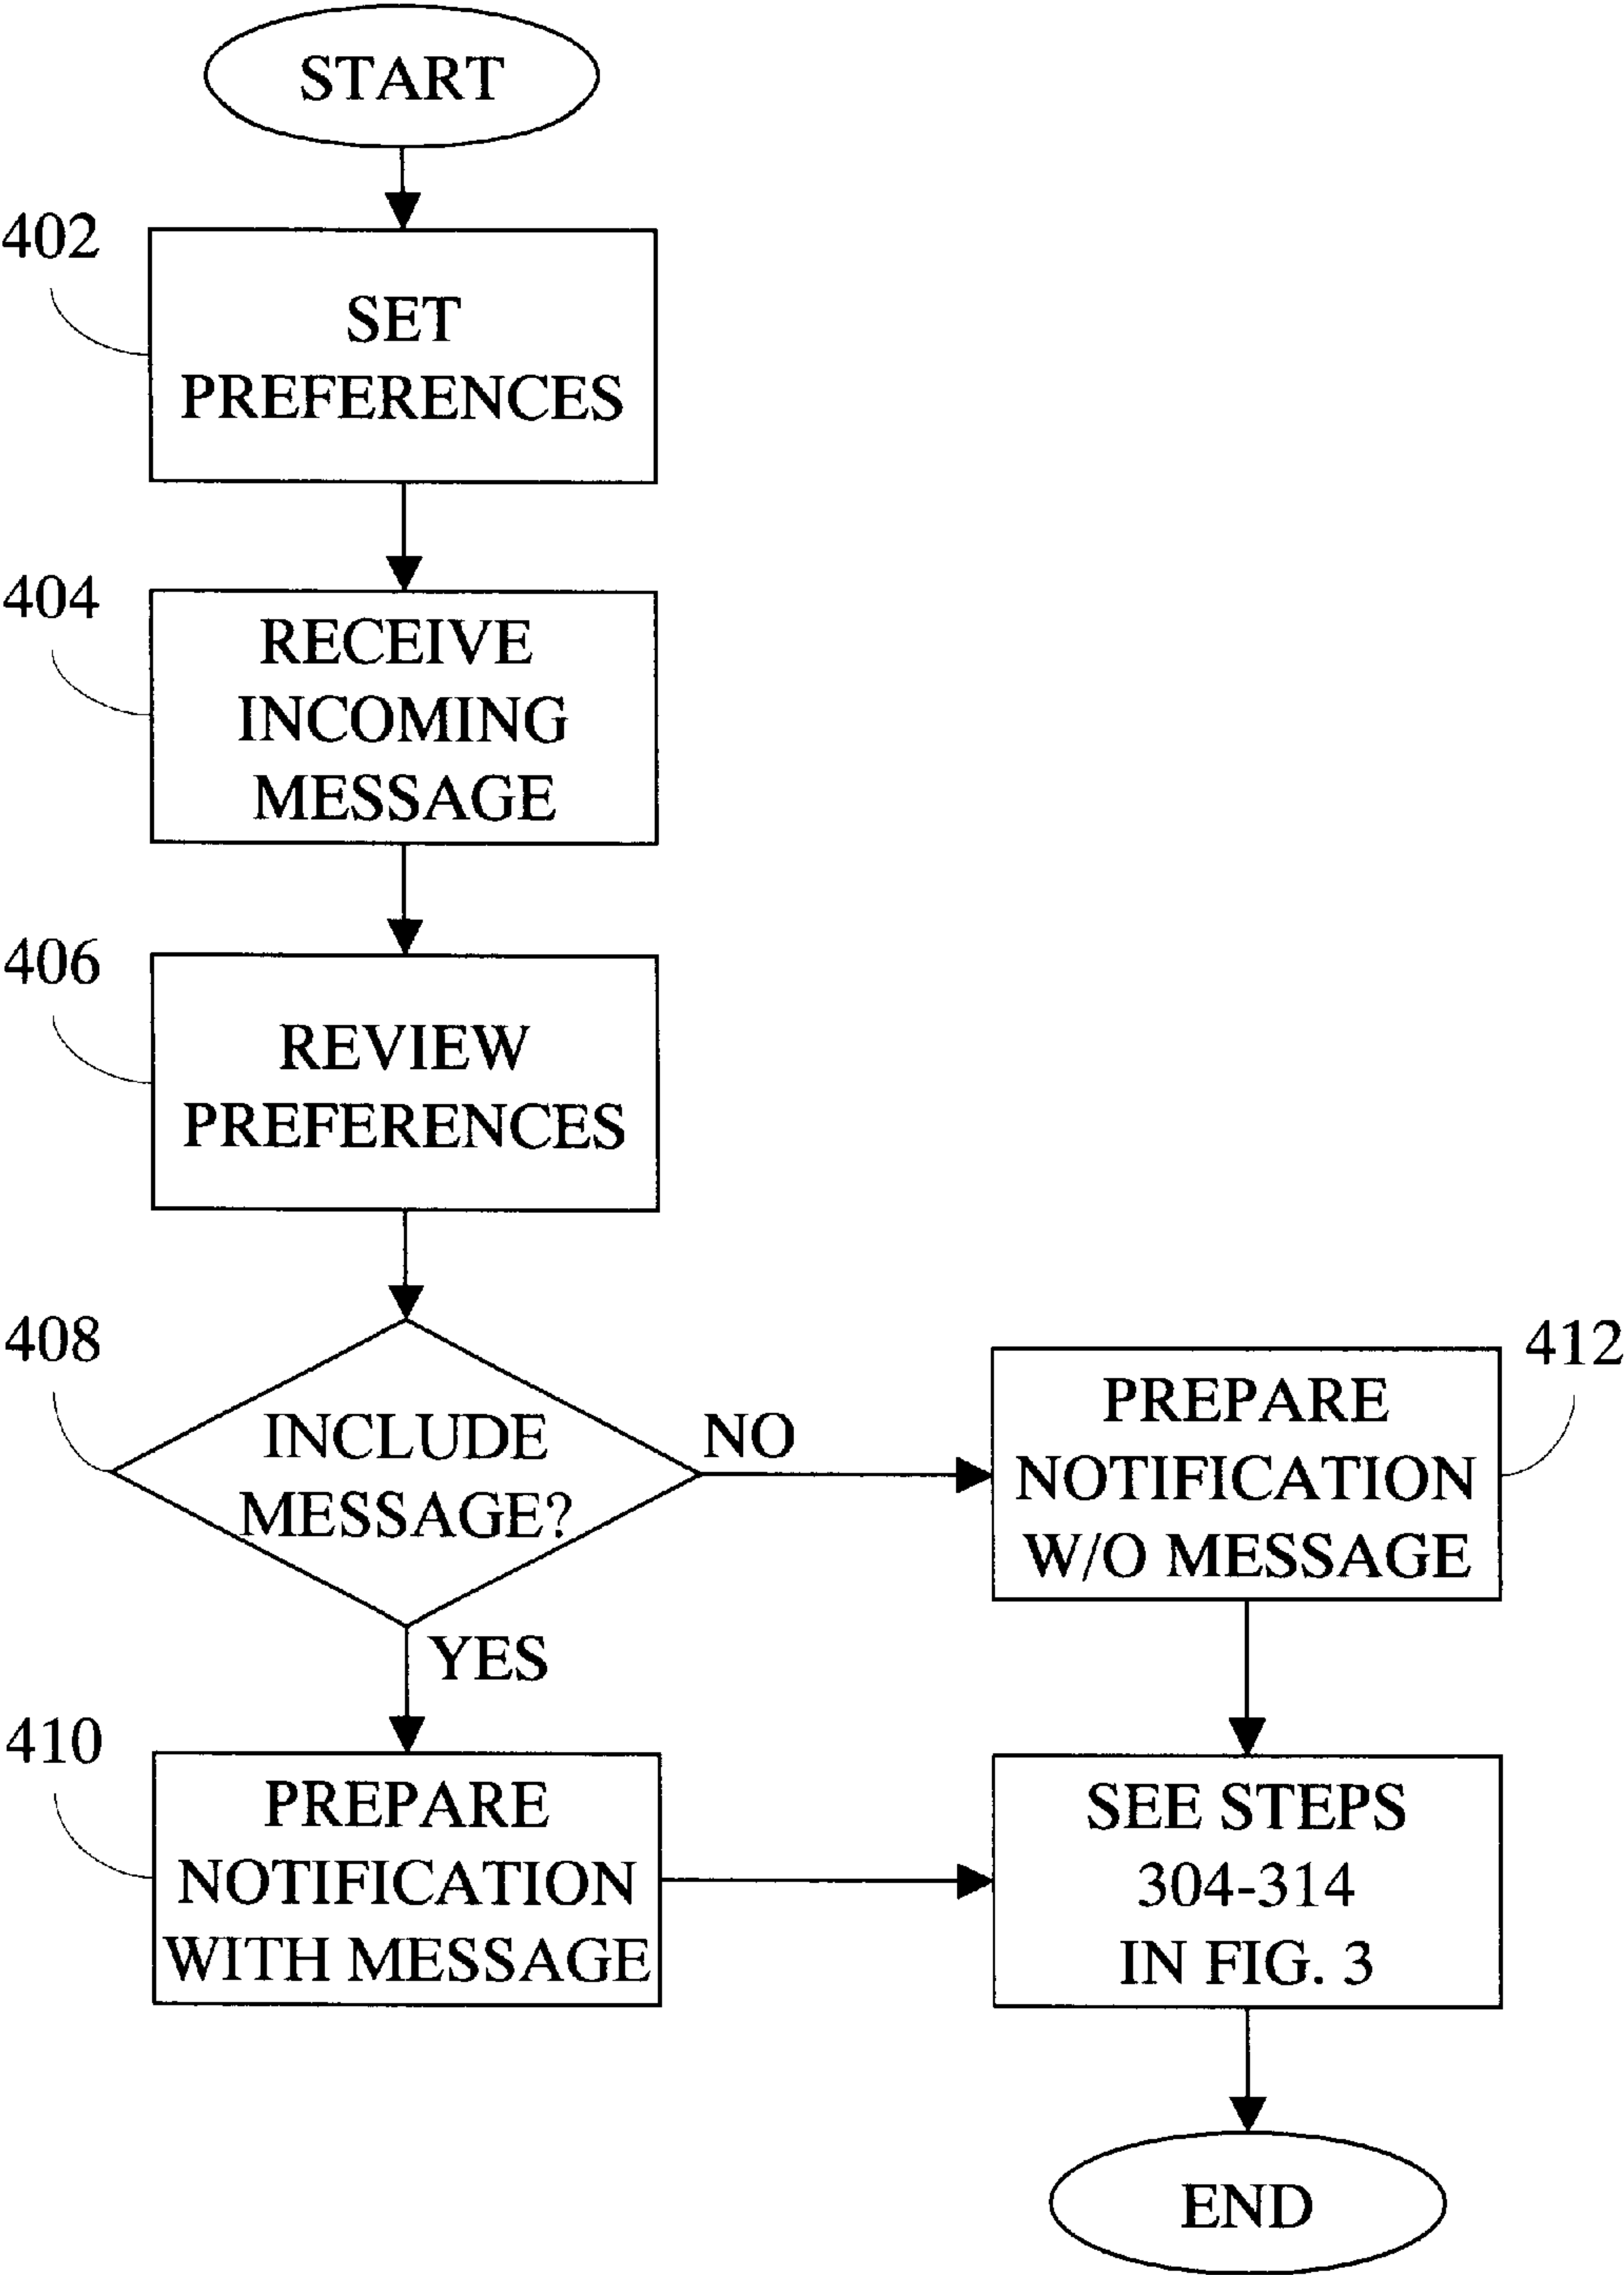 START
402
SET
PREFERENCES
404
RECEIVE
INCOMING
MESSAGE
406
REVIEW
PREFERENCES
408
INCLUDE
MESSAGE?
NO
YES
412
PREPARE
NOTIFICATION
W/O MESSAGE
410
PREPARE
NOTIFICATION
WITH MESSAGE
SEE STEPS
304-314
IN FIG. 3
END